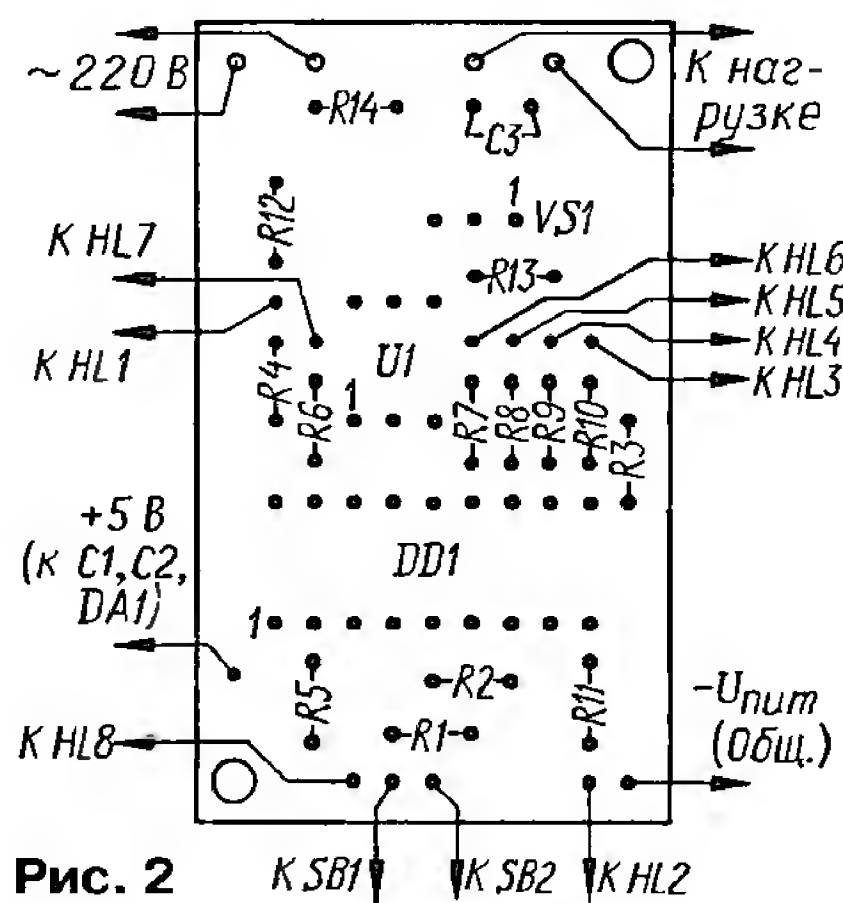 ~220 В
К наг-
рузке
R14
C3
1
VS1
R12
R13
К HL7
К HL6
К HL5
К HL4
К HL3
К HL1
U1
1
R4
R6
R7
R8
R9
R10
R3
+5 В
(к C1, C2,
DA1)
DD1
1
R5
R2
R1
R11
-Uпит
(Общ.)
К HL8
К SB1
К SB2
К HL2
Рис. 2